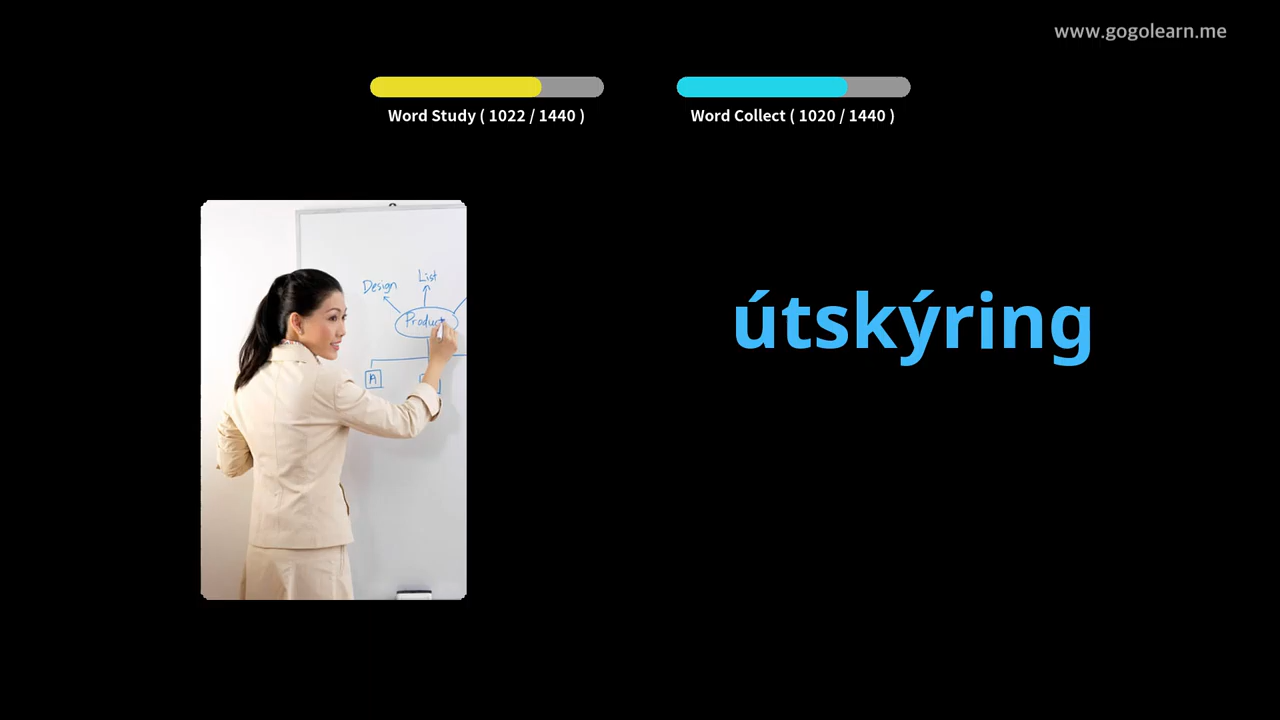 www.gogolearn.me
Word Study ( 1022 / 1440 )
Word Collect ( 1020 / 1440 )
útskýring
Design
List
Product
A